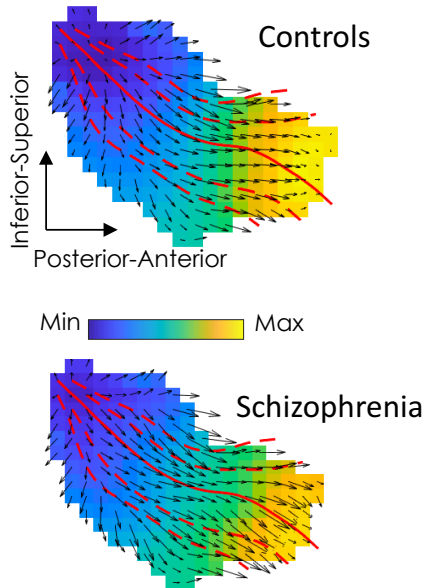 Controls
Inferior-Superior
Posterior-Anterior
Min
Max
Schizophrenia